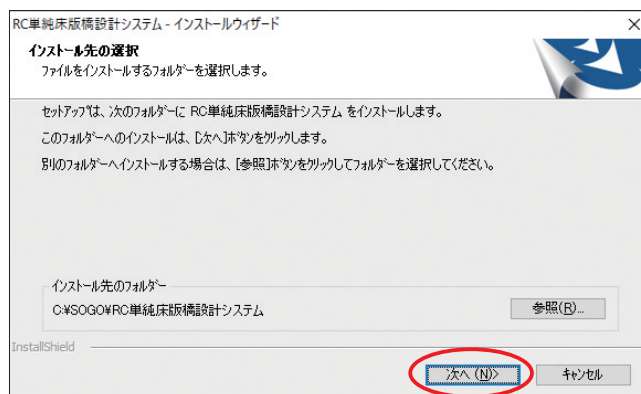 RC単純床版橋設計システム - インストールウィザード
インストール先の選択
ファイルをインストールするフォルダーを選択します。
セットアップは、次のフォルダーに RC単純床版橋設計システム をインストールします。
このフォルダーへのインストールは、[次へ]ボタンをクリックします。
別のフォルダーへインストールする場合は、[参照]ボタンをクリックしてフォルダーを選択してください。
インストール先のフォルダー
C:¥SOGO¥RC単純床版橋設計システム
参照(R)...
InstallShield
次へ (N)>
キャンセル